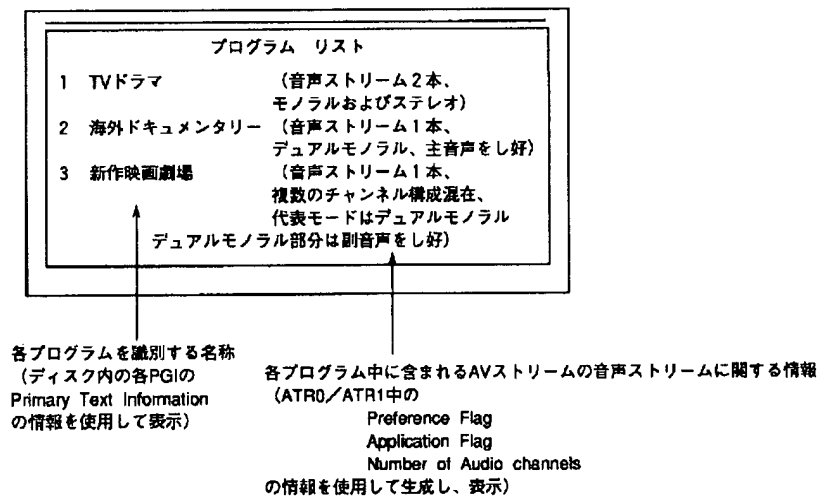 プログラム リスト
1 TVドラマ (音声ストリーム2本、
モノラルおよびステレオ)
2 海外ドキュメンタリー (音声ストリーム1本、
デュアルモノラル、主音声をし好)
3 新作映画劇場 (音声ストリーム1本、
複数のチャンネル構成混在、
代表モードはデュアルモノラル
デュアルモノラル部分は副音声をし好)
各プログラムを識別する名称
(ディスク内の各PGIの
Primary Text Information
の情報を使用して表示)
各プログラム中に含まれるAVストリームの音声ストリームに関する情報
(ATR0/ATR1中の
Preference Flag
Application Flag
Number of Audio channels
の情報を使用して生成し、表示)